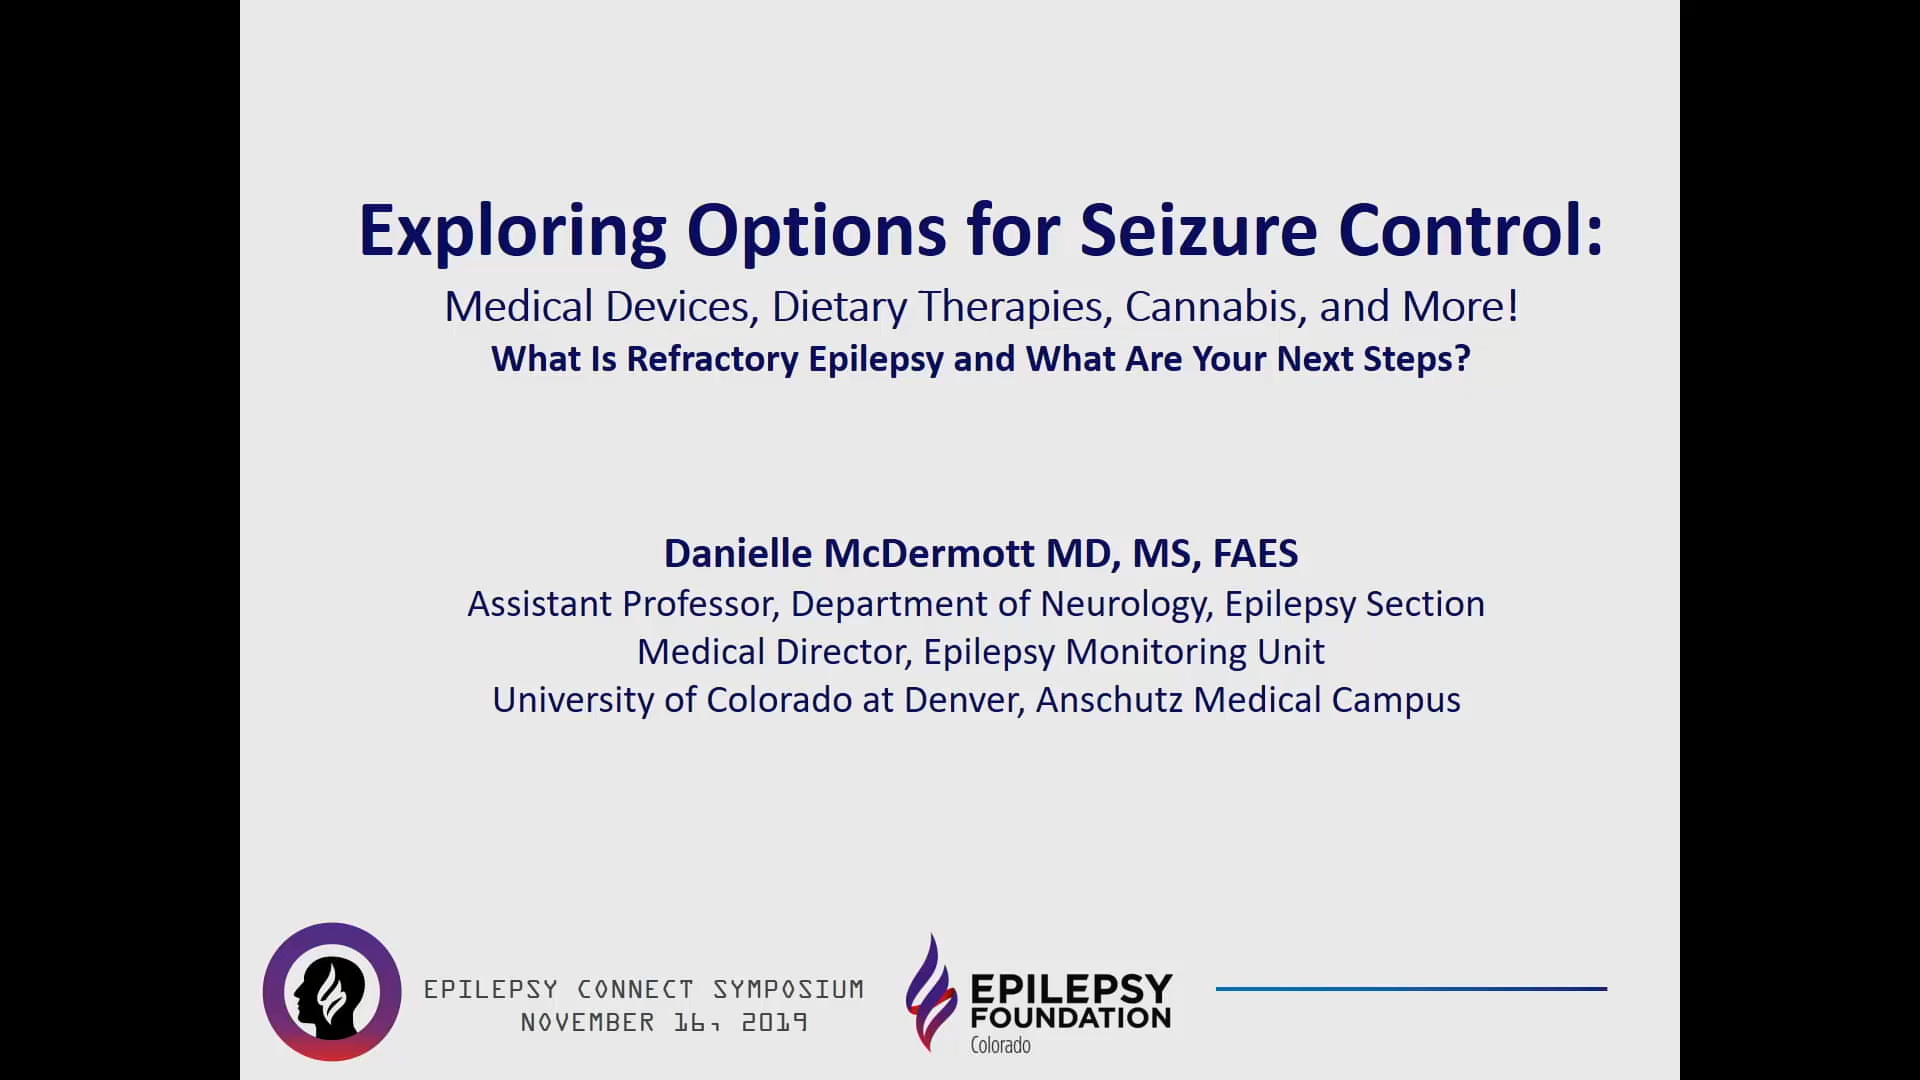 Exploring Options for Seizure Control:
Medical Devices, Dietary Therapies, Cannabis, and More!
What Is Refractory Epilepsy and What Are Your Next Steps?
Danielle McDermott MD, MS, FAES
Assistant Professor, Department of Neurology, Epilepsy Section
Medical Director, Epilepsy Monitoring Unit
University of Colorado at Denver, Anschutz Medical Campus
EPILEPSY CONNECT SYMPOSIUM
NOVEMBER 16, 2019
EPILEPSY
FOUNDATION
Colorado